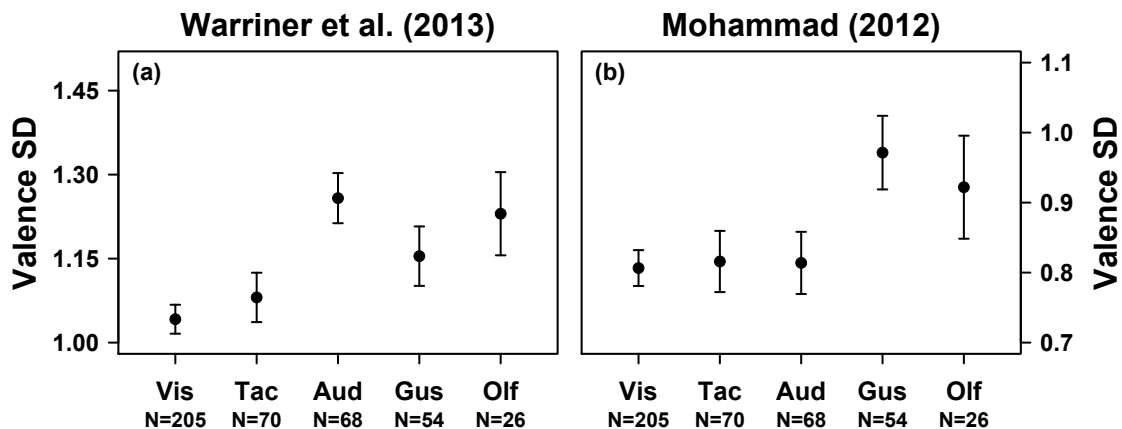 Warriner et al. (2013)
Mohammad (2012)
(a)
(b)
Valence SD
1.45
1.30
1.15
1.00
1.1
1.0
0.9
0.8
0.7
Valence SD
Vis Tac Aud Gus Olf
N=205 N=70 N=68 N=54 N=26
Vis Tac Aud Gus Olf
N=205 N=70 N=68 N=54 N=26